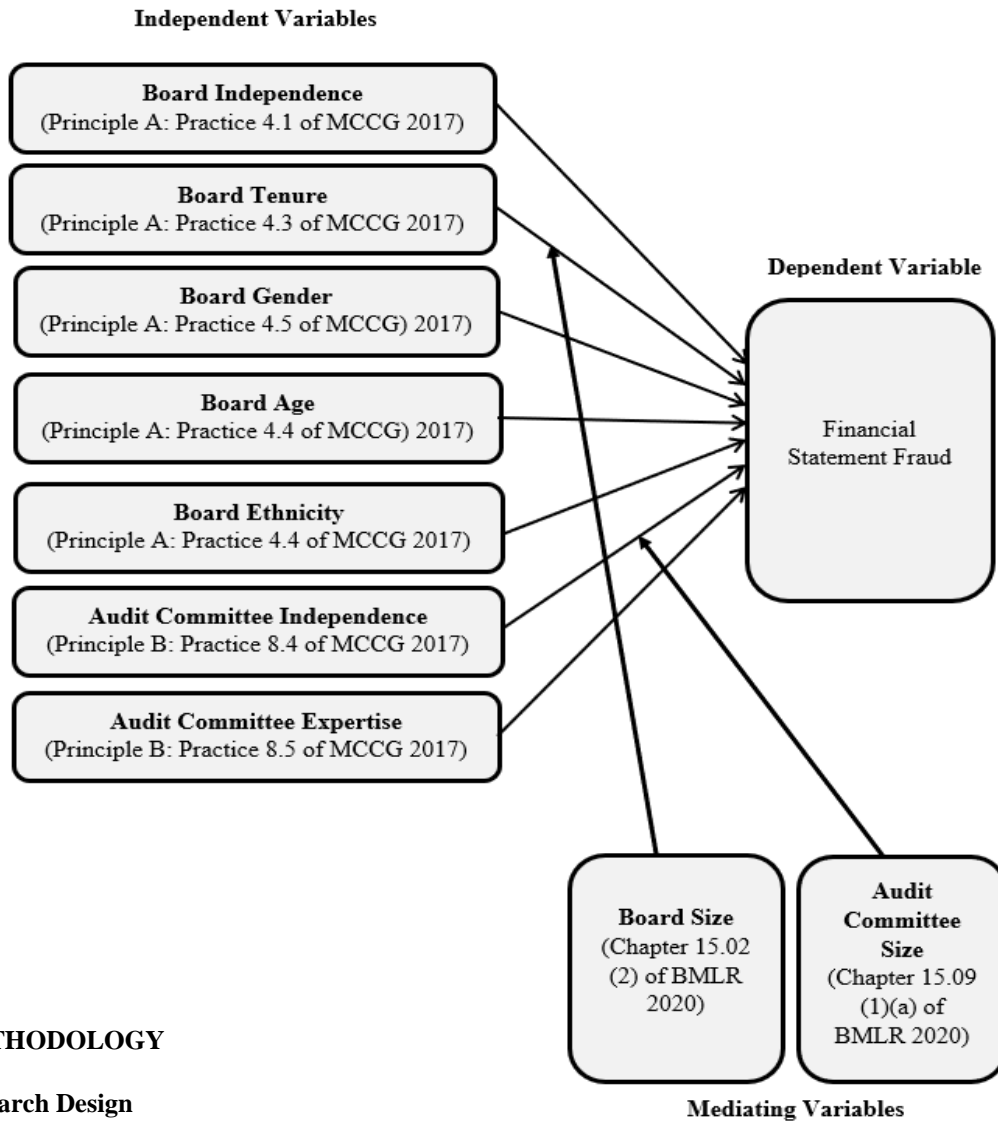 Independent Variables
Board Independence
(Principle A: Practice 4.1 of MCCG 2017)
Board Tenure
(Principle A: Practice 4.3 of MCCG 2017)
Board Gender
(Principle A: Practice 4.5 of MCCG) 2017)
Board Age
(Principle A: Practice 4.4 of MCCG) 2017)
Board Ethnicity
(Principle A: Practice 4.4 of MCCG 2017)
Audit Committee Independence
(Principle B: Practice 8.4 of MCCG 2017)
Audit Committee Expertise
(Principle B: Practice 8.5 of MCCG 2017)
Dependent Variable
Financial
Statement Fraud
Board Size
(Chapter 15.02
(2) of BMLR
2020)
Audit
Committee
Size
(Chapter 15.09
(1)(a) of
BMLR 2020)
Mediating Variables
THODOLOGY
arch Design